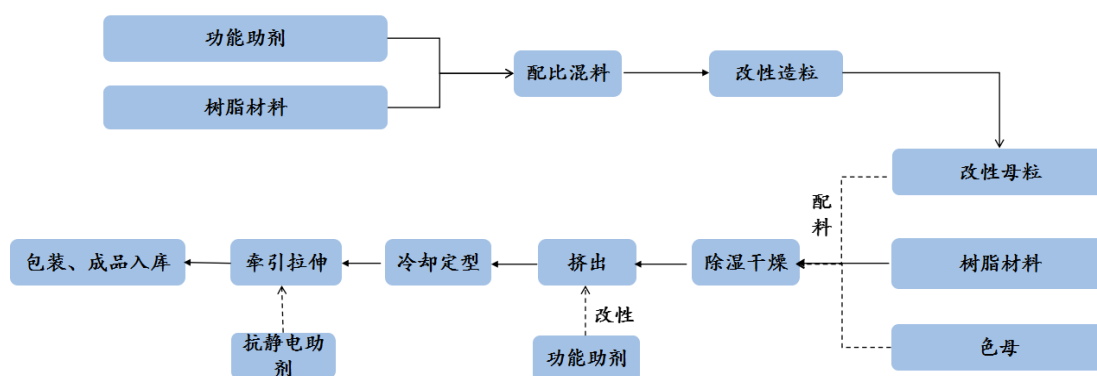 功能助剂
配比混料
改性造粒
树脂材料
改性母粒
配
料
包装、成品入库
牵引拉伸
冷却定型
挤出
除湿干燥
树脂材料
改性
抗静电助
剂
功能助剂
色母